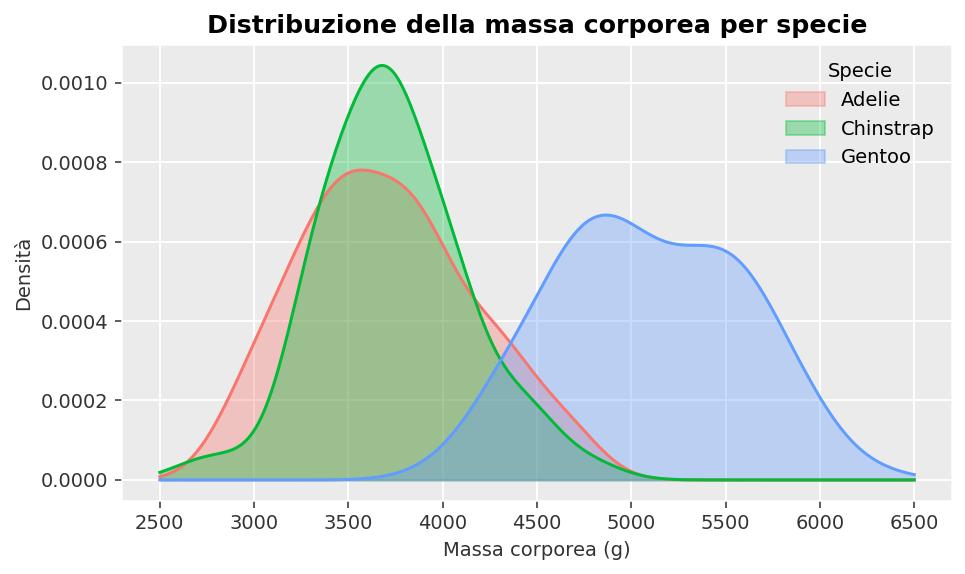 Distribuzione della massa corporea per specie
Specie
Adelie
Chinstrap
Gentoo
0.0010
0.0008
0.0006
0.0004
0.0002
0.0000
Densità
2500 3000 3500 4000 4500 5000 5500 6000 6500
Massa corporea (g)